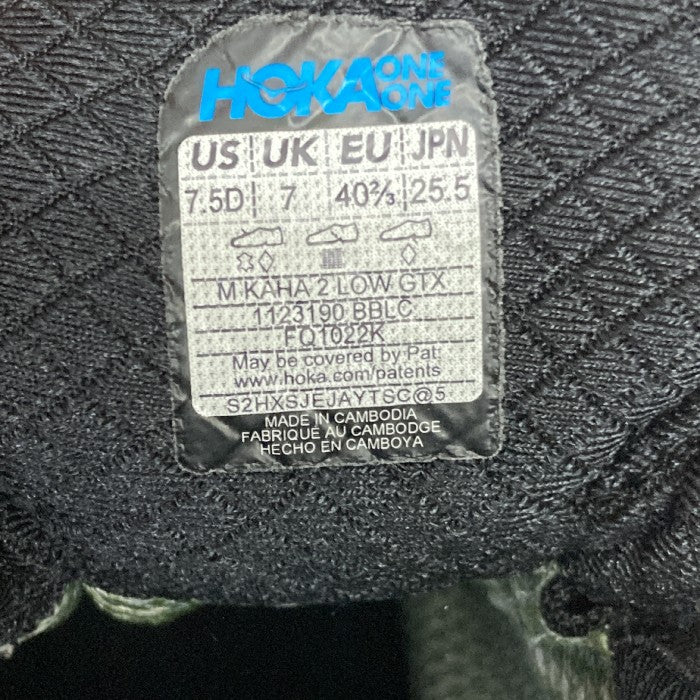 HOKA ONE ONE
US UK EU JPN
7.5D 7 40⅔ 25.5
M KAHA 2 LOW GTX
1123190 BBLC
FQ1022K
May be covered by Pat:
www.hoka.com/patents
S2HXSJEJAYTSC@5
MADE IN CAMBODIA
FABRIQUE AU CAMBODGE
HECHO EN CAMBOYA